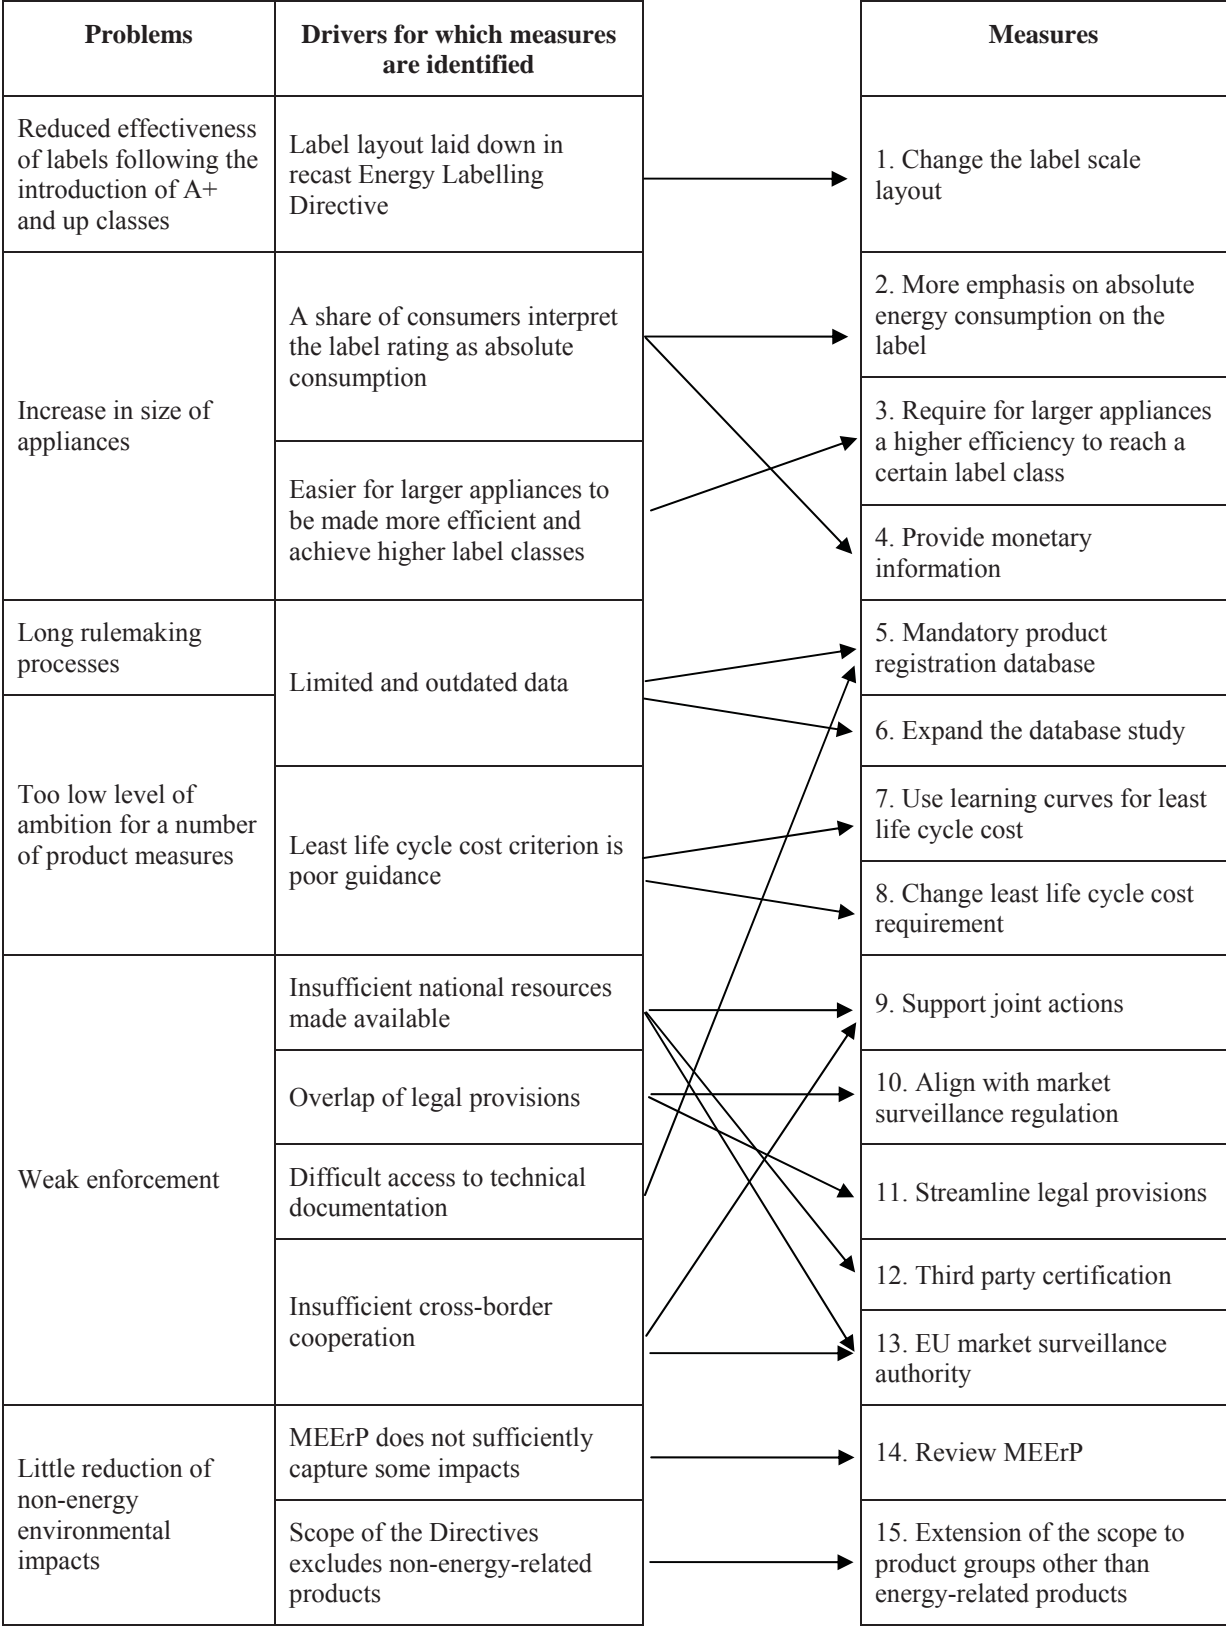 Problems
Drivers for which measures
are identified
Measures
Reduced effectiveness
of labels following the
introduction of A+
and up classes
Label layout laid down in
recast Energy Labelling
Directive
1. Change the label scale
layout
Increase in size of
appliances
A share of consumers interpret
the label rating as absolute
consumption
2. More emphasis on absolute
energy consumption on the
label
3. Require for larger appliances
a higher efficiency to reach a
certain label class
Easier for larger appliances to
be made more efficient and
achieve higher label classes
4. Provide monetary
information
Long rulemaking
processes
Limited and outdated data
5. Mandatory product
registration database
6. Expand the database study
Too low level of
ambition for a number
of product measures
Least life cycle cost criterion is
poor guidance
7. Use learning curves for least
life cycle cost
8. Change least life cycle cost
requirement
Weak enforcement
Insufficient national resources
made available
9. Support joint actions
Overlap of legal provisions
10. Align with market
surveillance regulation
Difficult access to technical
documentation
11. Streamline legal provisions
Insufficient cross-border
cooperation
12. Third party certification
13. EU market surveillance
authority
Little reduction of
non-energy
environmental
impacts
MEErP does not sufficiently
capture some impacts
14. Review MEErP
Scope of the Directives
excludes non-energy-related
products
15. Extension of the scope to
product groups other than
energy-related products